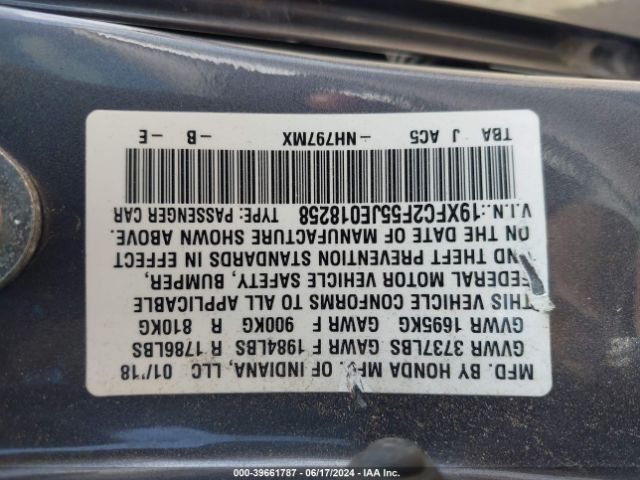 MFD. BY HONDA MFG. OF INDIANA, LLC 01/'18
GVWR 3737LBS GAWR F 1984LBS R 1786LBS
GVWR 1695KG GAWR F 900KG R 810KG
THIS VEHICLE CONFORMS TO ALL APPLICABLE
FEDERAL MOTOR VEHICLE SAFETY, BUMPER,
AND THEFT PREVENTION STANDARDS IN EFFECT
ON THE DATE OF MANUFACTURE SHOWN ABOVE.
V.I.N.:19XFC2F55JE018258 TYPE: PASSENGER CAR
TBA J AC5 -NH797MX -B -E
000-39661787 - 06/17/2024 - IAA Inc.